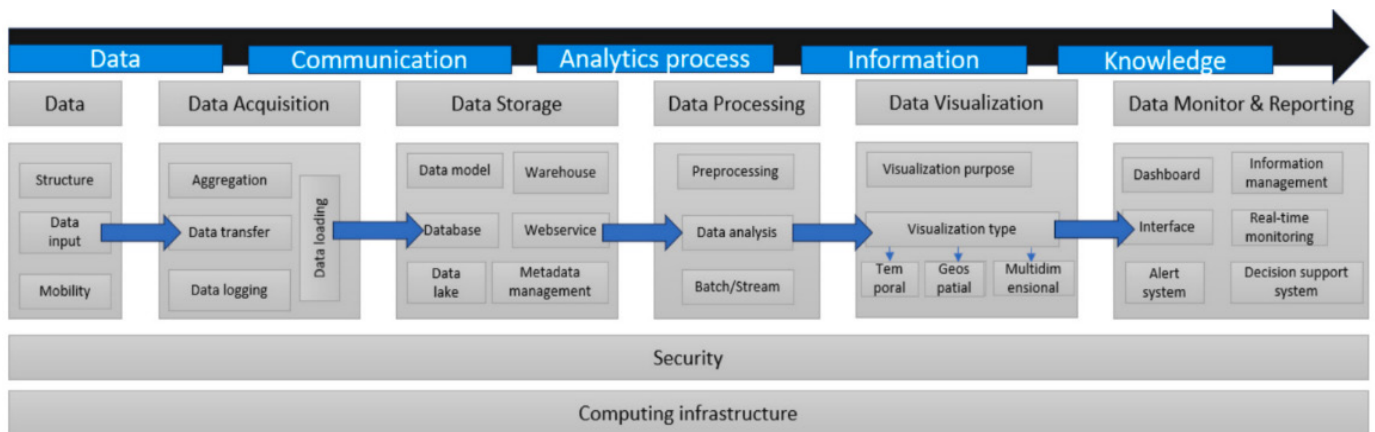 Data
Communication
Analytics process
Information
Knowledge
Data
Data Acquisition
Data Storage
Data Processing
Data Visualization
Data Monitor & Reporting
Structure
Data
input
Mobility
Aggregation
Data transfer
Data logging
Data loading
Data model
Warehouse
Database
Webservice
Data
lake
Metadata
management
Preprocessing
Data analysis
Batch/Stream
Visualization purpose
Visualization type
Tem
poral
Geos
patial
Multidim
ensional
Dashboard
Information
management
Interface
Real-time
monitoring
Alert
system
Decision support
system
Security
Computing infrastructure